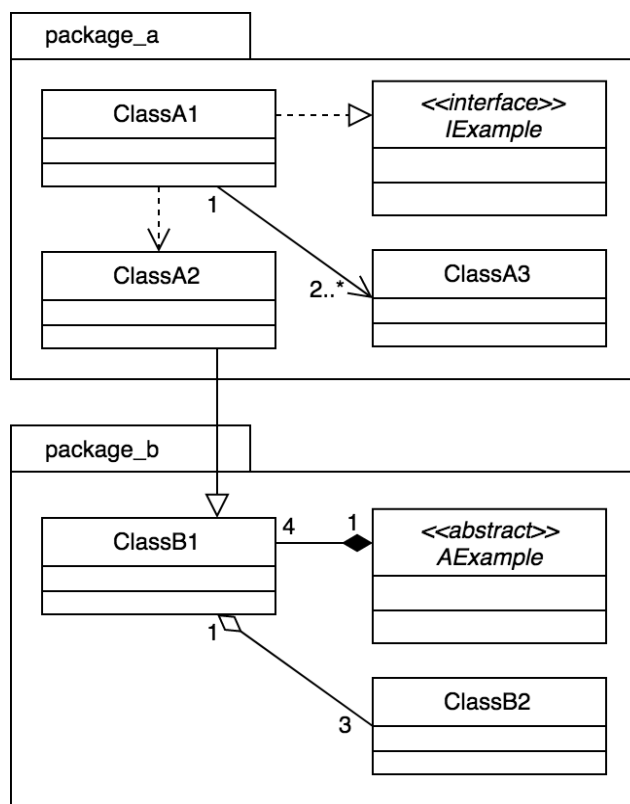 package_a
ClassA1
<<interface>>
IExample
1
ClassA2
ClassA3
2..*
package_b
ClassB1
4
1
<<abstract>>
AExample
1
ClassB2
3